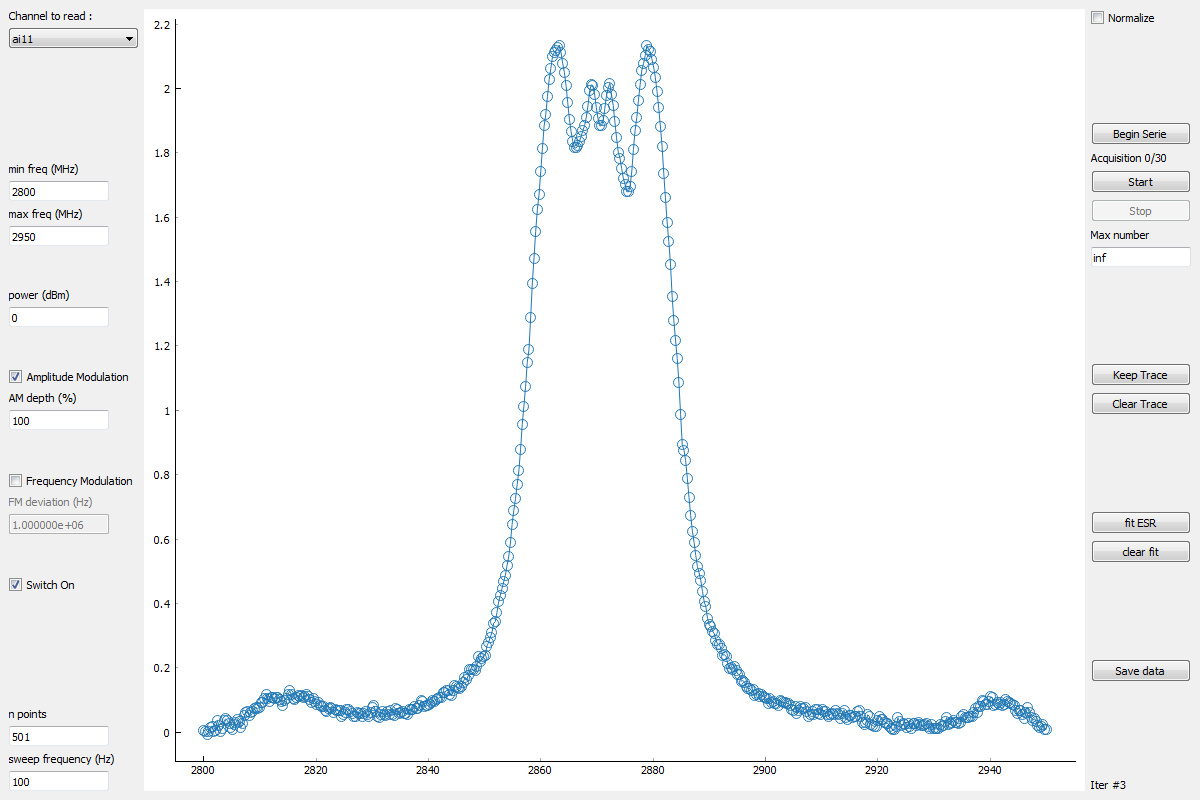 Channel to read :
ai11
min freq (MHz)
2800
max freq (MHz)
2950
power (dBm)
0
Amplitude Modulation
AM depth (%)
100
Frequency Modulation
FM deviation (Hz)
1.000000e+06
Switch On
n points
501
sweep frequency (Hz)
100
2.2
2
1.8
1.6
1.4
1.2
1
0.8
0.6
0.4
0.2
0
2800 2820 2840 2860 2880 2900 2920 2940
Normalize
Begin Serie
Acquisition 0/30
Start
Stop
Max number
inf
Keep Trace
Clear Trace
fit ESR
clear fit
Save data
Iter #3